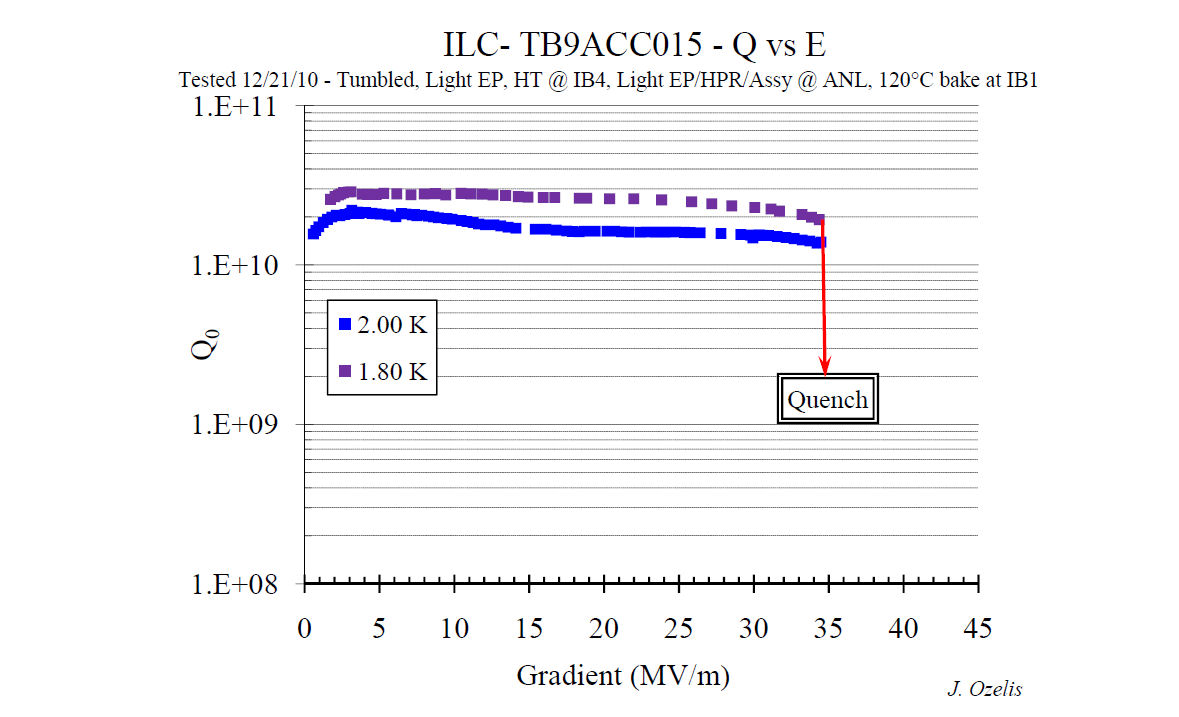 ILC- TB9ACC015 - Q vs E
Tested 12/21/10 - Tumbled, Light EP, HT @ IB4, Light EP/HPR/Assy @ ANL, 120°C bake at IB1
1.E+11
1.E+10
2.00 K
Q0
1.80 K
Quench
1.E+09
1.E+08
0 5 10 15 20 25 30 35 40 45
Gradient (MV/m)
J. Ozelis